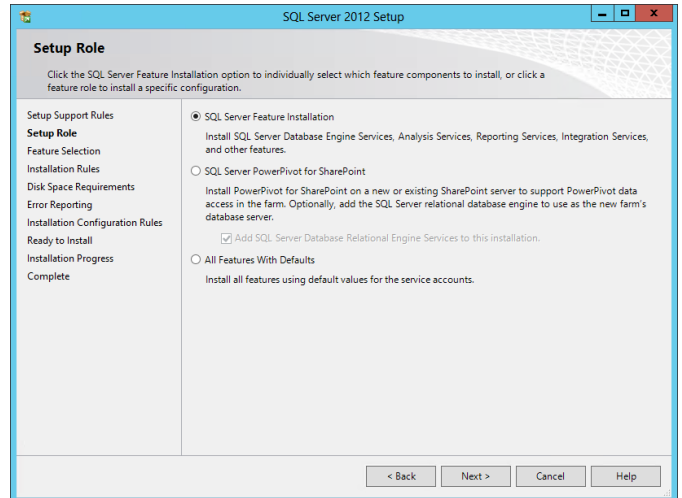 SQL Server 2012 Setup
Setup Role
Click the SQL Server Feature Installation option to individually select which feature components to install, or click a
feature role to install a specific configuration.
Setup Support Rules
Setup Role
Feature Selection
Installation Rules
Disk Space Requirements
Error Reporting
Installation Configuration Rules
Ready to Install
Installation Progress
Complete
SQL Server Feature Installation
Install SQL Server Database Engine Services, Analysis Services, Reporting Services, Integration Services,
and other features.
SQL Server PowerPivot for SharePoint
Install PowerPivot for SharePoint on a new or existing SharePoint server to support PowerPivot data
access in the farm. Optionally, add the SQL Server relational database engine to use as the new farm's
database server.
Add SQL Server Database Relational Engine Services to this installation.
All Features With Defaults
Install all features using default values for the service accounts.
< Back
Next >
Cancel
Help